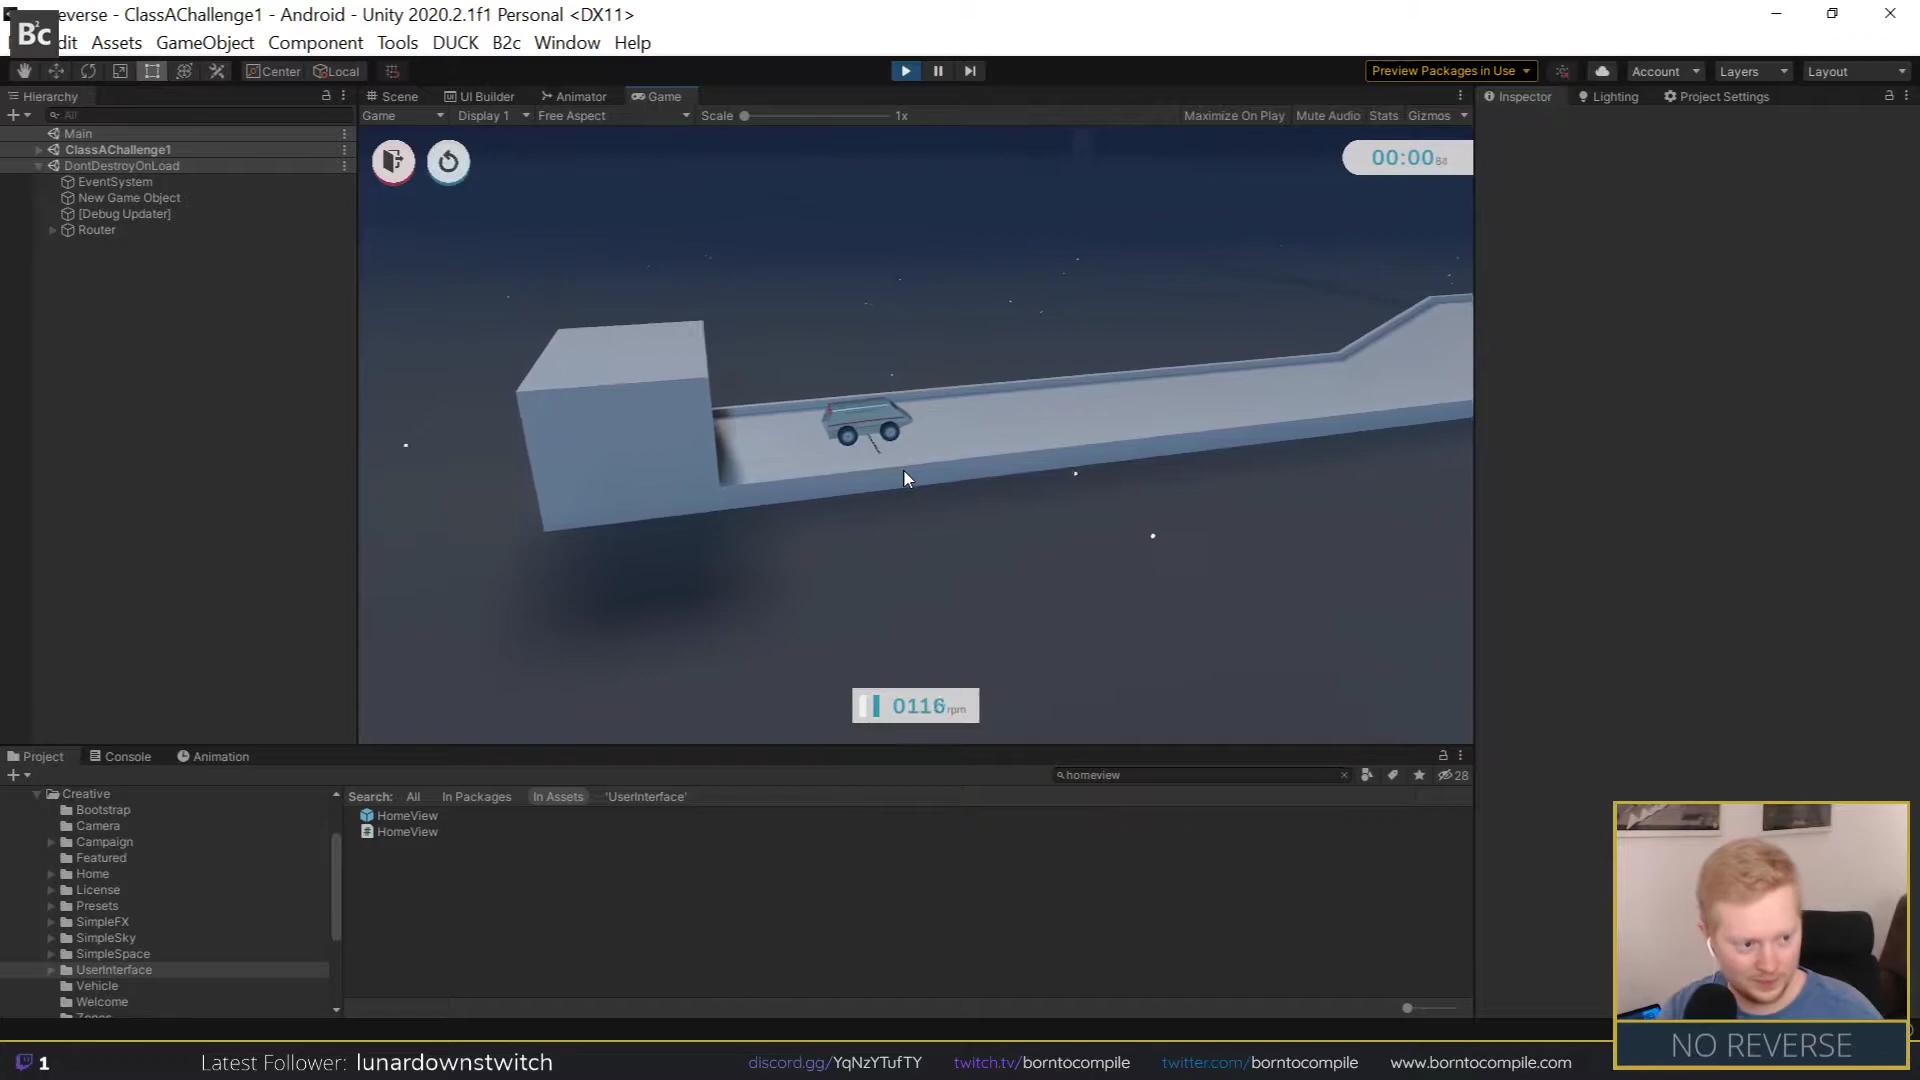 everse - ClassAChallenge1 - Android - Unity 2020.2.1f1 Personal <DX11>
B2c
dit Assets GameObject Component Tools DUCK B2c Window Help
Center Local Preview Packages in Use Account Layers Layout
Hierarchy Scene UI Builder Animator Game Inspector Lighting Project Settings
All Game Display 1 Free Aspect Scale 1x Maximize On Play Mute Audio Stats Gizmos
Main
ClassAChallenge1
DontDestroyOnLoad
EventSystem
New Game Object
[Debug Updater]
Router
00:00
0116 rpm
Project Console Animation
homeview 28
Creative
Bootstrap
Camera
Campaign
Featured
Home
License
Presets
SimpleFX
SimpleSky
SimpleSpace
UserInterface
Vehicle
Welcome
Search: All In Packages In Assets 'UserInterface'
HomeView
HomeView
NO REVERSE
1 Latest Follower: lunardownstwitch discord.gg/YqNzYTufTY twitch.tv/borntocompile twitter.com/borntocompile www.borntocompile.com